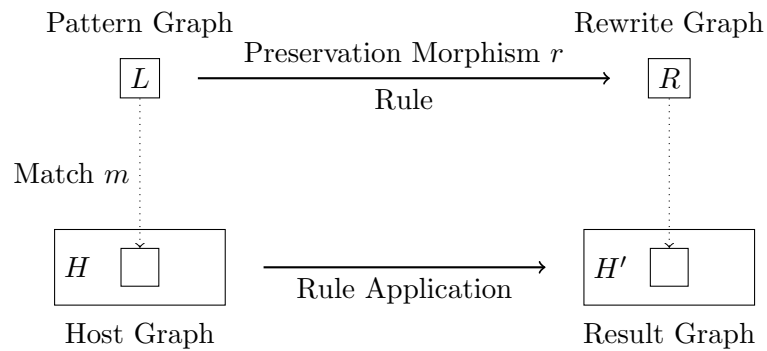 Pattern Graph
Rewrite Graph
Preservation Morphism r
L
R
Rule
Match m
H
H′
Rule Application
Host Graph
Result Graph